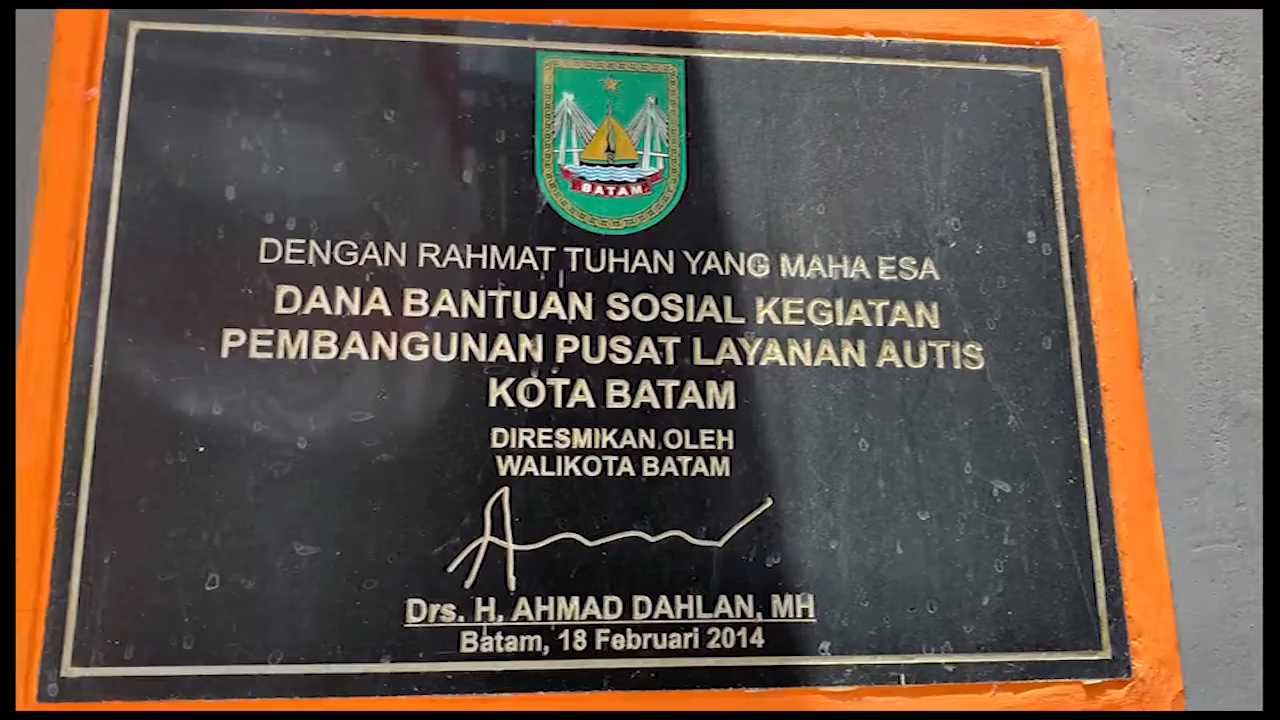 BATAM
DENGAN RAHMAT TUHAN YANG MAHA ESA
DANA BANTUAN SOSIAL KEGIATAN
PEMBANGUNAN PUSAT LAYANAN AUTIS
KOTA BATAM
DIRESMIKAN OLEH
WALIKOTA BATAM
Drs. H. AHMAD DAHLAN, MH
Batam, 18 Februari 2014